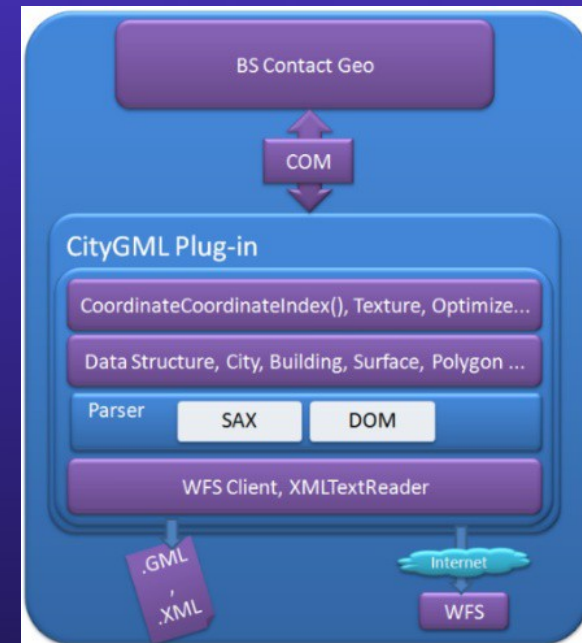 BS Contact Geo
COM
CityGML Plug-in
CoordinateCoordinateIndex(), Texture, Optimize...
Data Structure, City, Building, Surface, Polygon ...
Parser
SAX
DOM
WFS Client, XMLTextReader
.GML
,
.XML
Internet
WFS